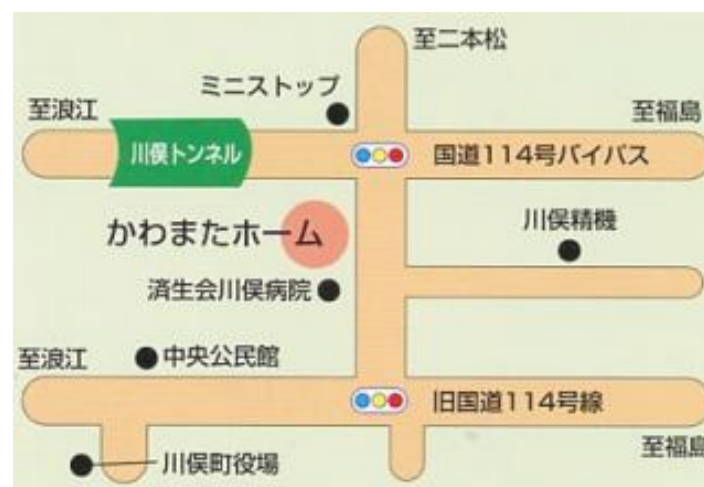 至二本松
ミニストップ
至浪江
至福島
川俣トンネル
国道114号バイパス
かわまたホーム
川俣精機
済生会川俣病院
至浪江
中央公民館
旧国道114号線
至福島
川俣町役場